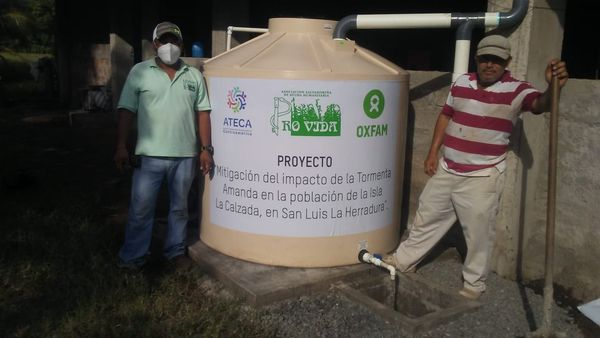 ATECA
Centroamérica
ASOCIACIÓN SALVADOREÑA
DE AYUDA HUMANITARIA
PRO VIDA
OXFAM
PROYECTO
"Mitigación del impacto de la Tormenta
Amanda en la población de la Isla
La Calzada, en San Luis La Herradura".